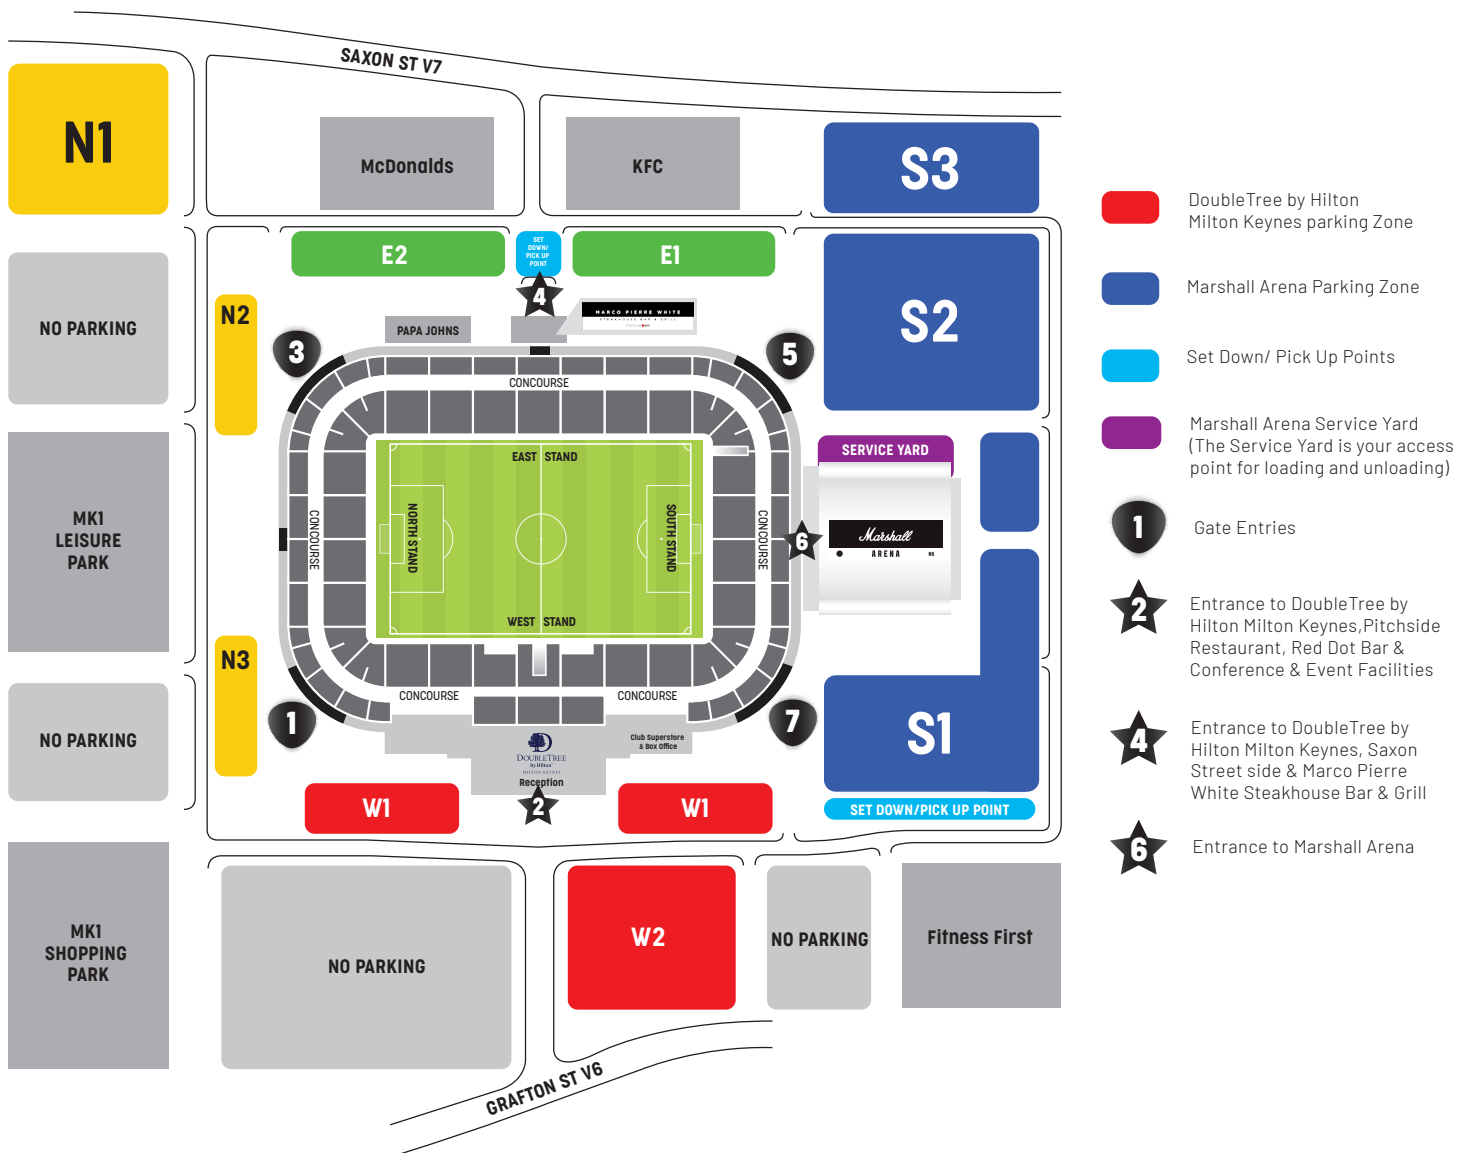 SAXON ST V7
N1
McDonalds
KFC
S3
E2
SET
DOWN/
PICK UP
POINT
E1
4
NO PARKING
N2
PAPA JOHNS
MARCO PIERRE WHITE
STEAKHOUSE BAR & GRILL
S2
3
5
CONCOURSE
EAST STAND
SERVICE YARD
MK1
LEISURE
PARK
CONCOURSE
NORTH STAND
SOUTH STAND
CONCOURSE
6
Marshall
ARENA
MK
WEST STAND
N3
NO PARKING
CONCOURSE
CONCOURSE
1
7
S1
DOUBLETREE
by Hilton
MILTON KEYNES
Club Superstore
& Box Office
Reception
2
W1
W1
SET DOWN/PICK UP POINT
MK1
SHOPPING
PARK
NO PARKING
W2
NO PARKING
Fitness First
GRAFTON ST V6
DoubleTree by Hilton
Milton Keynes parking Zone
Marshall Arena Parking Zone
Set Down/ Pick Up Points
Marshall Arena Service Yard
(The Service Yard is your access
point for loading and unloading)
1
Gate Entries
2
Entrance to DoubleTree by
Hilton Milton Keynes,Pitchside
Restaurant, Red Dot Bar &
Conference & Event Facilities
4
Entrance to DoubleTree by
Hilton Milton Keynes, Saxon
Street side & Marco Pierre
White Steakhouse Bar & Grill
6
Entrance to Marshall Arena